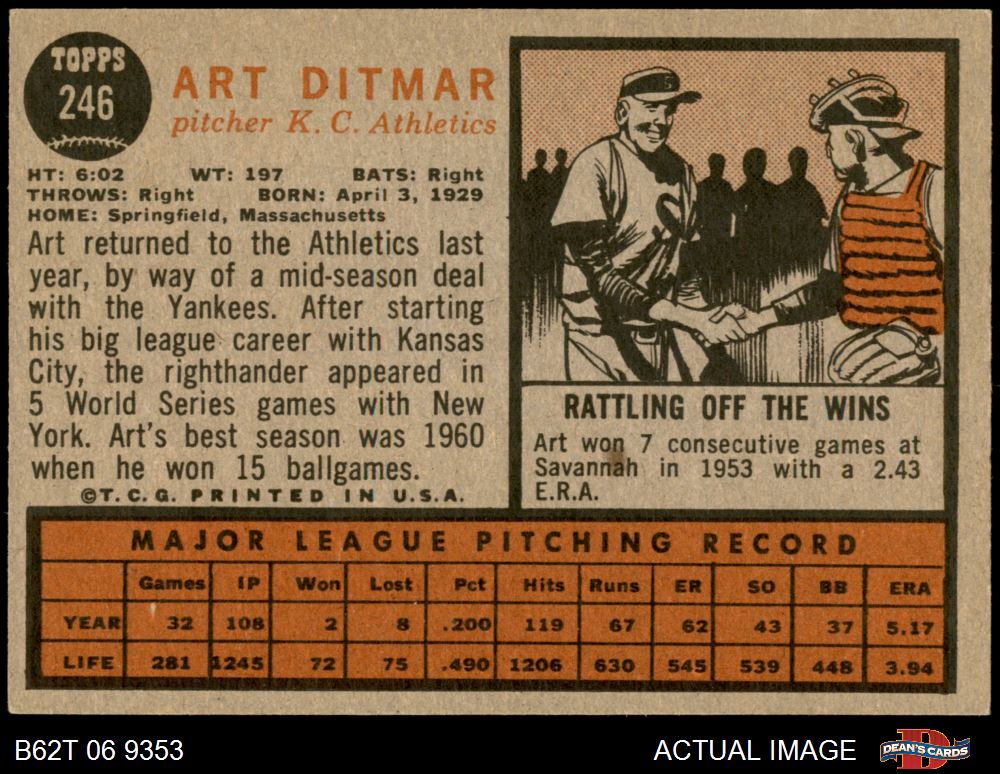 TOPPS
246
ART DITMAR
pitcher K. C. Athletics
HT: 6:02 WT: 197 BATS: Right
THROWS: Right BORN: April 3, 1929
HOME: Springfield, Massachusetts
Art returned to the Athletics last
year, by way of a mid-season deal
with the Yankees. After starting
his big league career with Kansas
City, the righthander appeared in
5 World Series games with New
York. Art's best season was 1960
when he won 15 ballgames.
©T.C.G. PRINTED IN U.S.A.
S
S
RATTLING OFF THE WINS
Art won 7 consecutive games at
Savannah in 1953 with a 2.43
E.R.A.
MAJOR LEAGUE PITCHING RECORD
Games IP Won Lost Pct Hits Runs ER SO BB ERA
YEAR 32 108 2 8 .200 119 67 62 43 37 5.17
LIFE 281 1245 72 75 .490 1206 630 545 539 448 3.94
B62T 06 9353
ACTUAL IMAGE
D
DEAN'S CARDS